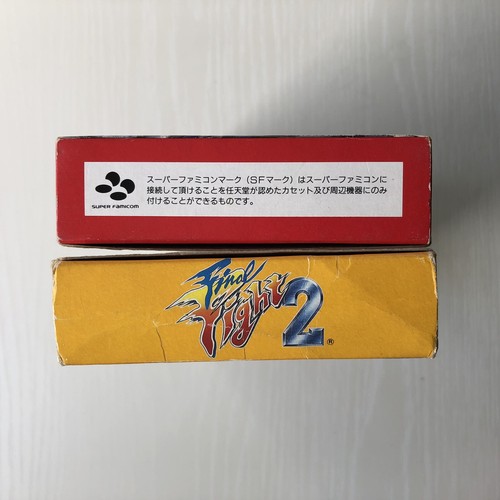 スーパーファミコンマーク（SFマーク）はスーパーファミコンに
接続して頂けることを任天堂が認めたカセット及び周辺機器にのみ
付けることができるものです。
SUPER FAMICOM
Final
Fight 2
®